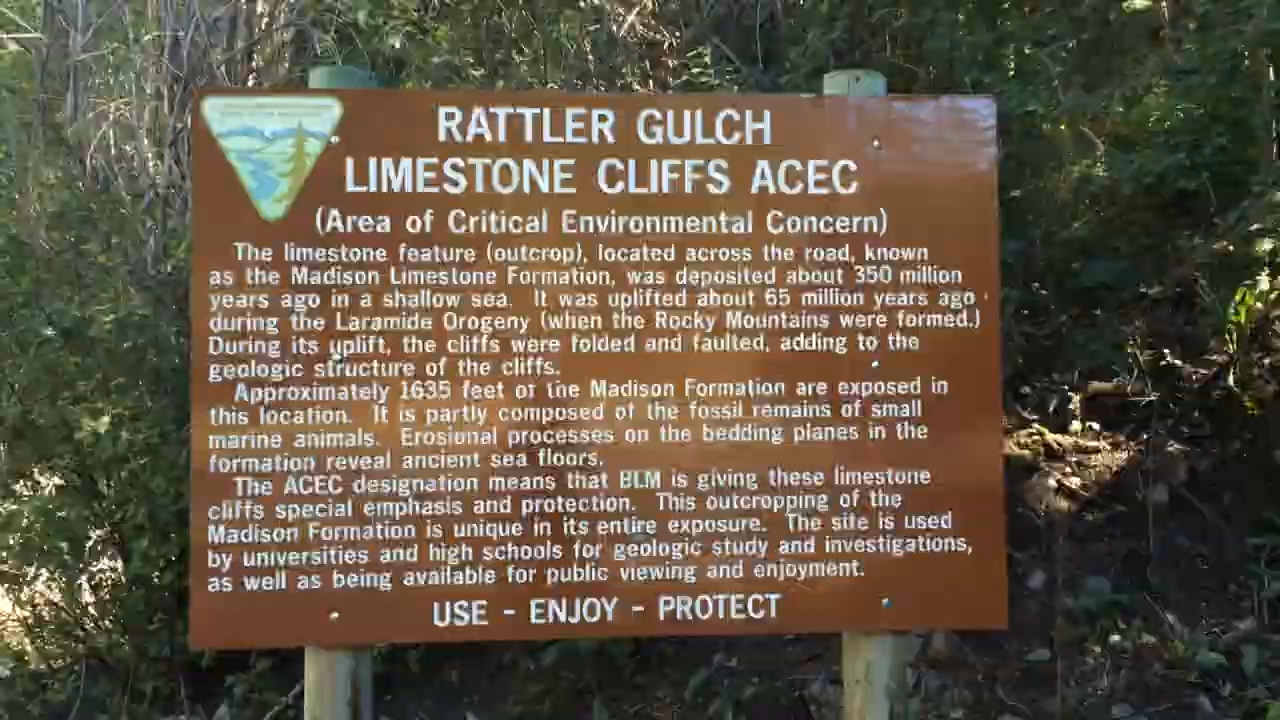 RATTLER GULCH
LIMESTONE CLIFFS ACEC
(Area of Critical Environmental Concern)
The limestone feature (outcrop), located across the road, known
as the Madison Limestone Formation, was deposited about 350 million
years ago in a shallow sea. It was uplifted about 65 million years ago
during the Laramide Orogeny (when the Rocky Mountains were formed.)
During its uplift, the cliffs were folded and faulted, adding to the
geologic structure of the cliffs.
Approximately 1635 feet of the Madison Formation are exposed in
this location. It is partly composed of the fossil remains of small
marine animals. Erosional processes on the bedding planes in the
formation reveal ancient sea floors.
The ACEC designation means that BLM is giving these limestone
cliffs special emphasis and protection. This outcropping of the
Madison Formation is unique in its entire exposure. The site is used
by universities and high schools for geologic study and investigations,
as well as being available for public viewing and enjoyment.
USE - ENJOY - PROTECT